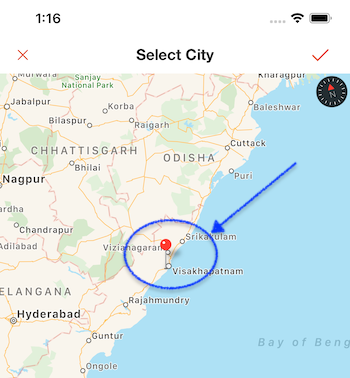 1:16
Select City
Murwara
Sanjay
National Park
Kharagpur
N
Jabalpur
Korba
Baleshwar
Bilaspur
Raigarh
CHHATTISGARH
ODISHA
Cuttack
Bhilai
Puri
Nagpur
Chandrapur
Adilabad
Srikakulam
Vizianagaram
Visakhapatnam
ELANGANA
Rajahmundry
Hyderabad
Guntur
Bay of Beng
Ongole